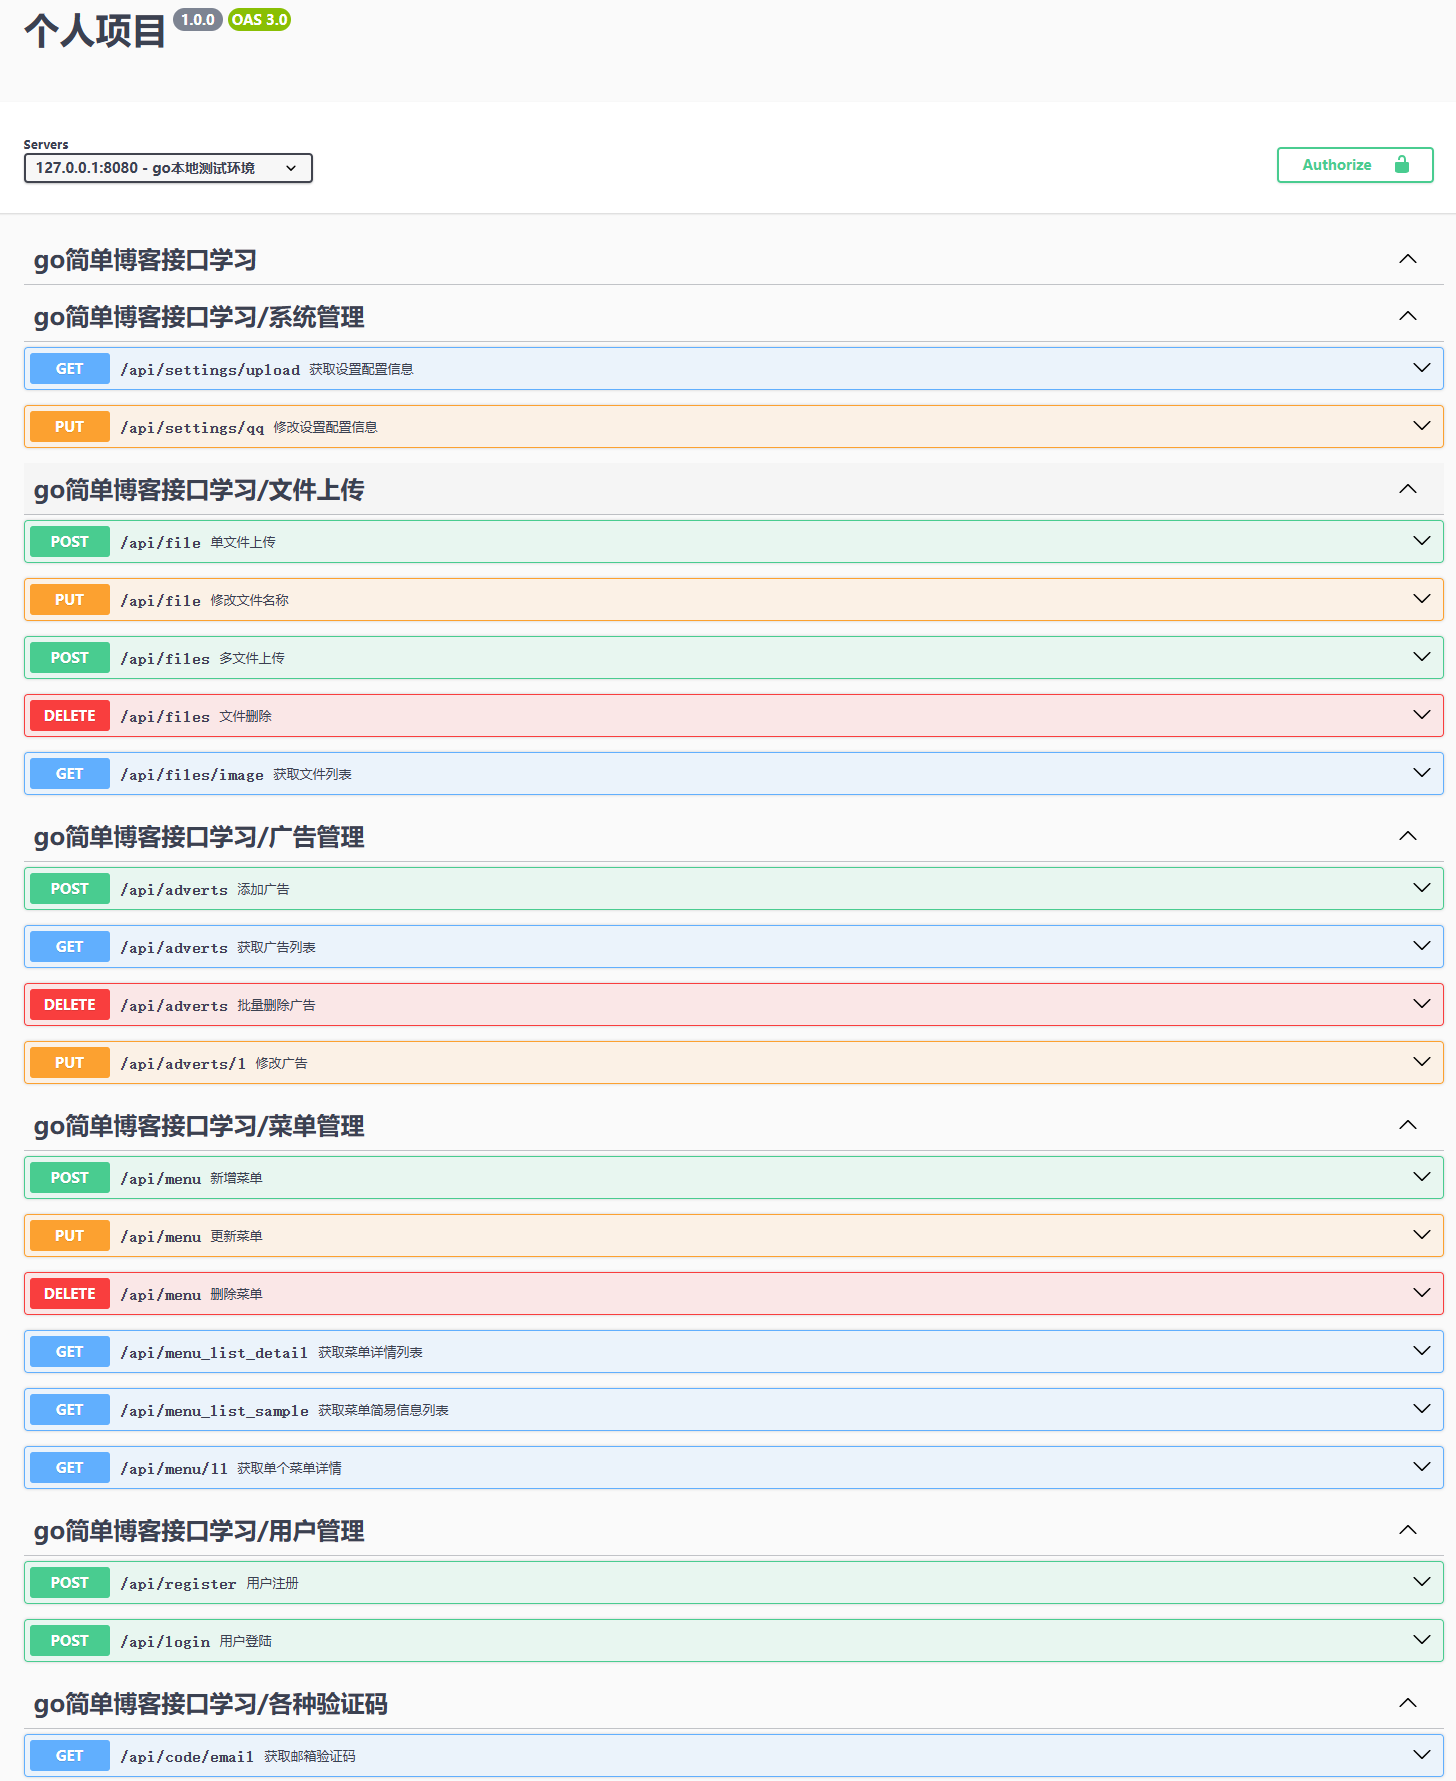 个人项目 1.0.0 OAS 3.0
Servers
127.0.0.1:8080 - go本地测试环境
Authorize
go简单博客接口学习
go简单博客接口学习/系统管理
GET /api/settings/upload 获取设置配置信息
PUT /api/settings/qq 修改设置配置信息
go简单博客接口学习/文件上传
POST /api/file 单文件上传
PUT /api/file 修改文件名称
POST /api/files 多文件上传
DELETE /api/files 文件删除
GET /api/files/image 获取文件列表
go简单博客接口学习/广告管理
POST /api/adverts 添加广告
GET /api/adverts 获取广告列表
DELETE /api/adverts 批量删除广告
PUT /api/adverts/1 修改广告
go简单博客接口学习/菜单管理
POST /api/menu 新增菜单
PUT /api/menu 更新菜单
DELETE /api/menu 删除菜单
GET /api/menu_list_detail 获取菜单详情列表
GET /api/menu_list_sample 获取菜单简易信息列表
GET /api/menu/11 获取单个菜单详情
go简单博客接口学习/用户管理
POST /api/register 用户注册
POST /api/login 用户登陆
go简单博客接口学习/各种验证码
GET /api/code/email 获取邮箱验证码